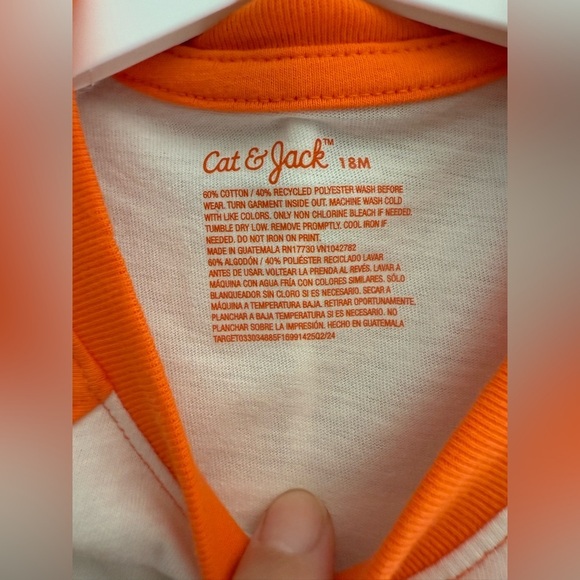 Cat & Jack™ 18M
60% COTTON / 40% RECYCLED POLYESTER WASH BEFORE
WEAR. TURN GARMENT INSIDE OUT. MACHINE WASH COLD
WITH LIKE COLORS. ONLY NON CHLORINE BLEACH IF NEEDED.
TUMBLE DRY LOW. REMOVE PROMPTLY. COOL IRON IF
NEEDED. DO NOT IRON ON PRINT.
MADE IN GUATEMALA RN17730 VN1042782
60% ALGODÓN / 40% POLIÉSTER RECICLADO LAVAR
ANTES DE USAR. VOLTEAR LA PRENDA AL REVÉS. LAVAR A
MÁQUINA CON AGUA FRÍA CON COLORES SIMILARES. SÓLO
BLANQUEADOR SIN CLORO SI ES NECESARIO. SECAR A
MÁQUINA A BAJA TEMPERATURA. RETIRAR OPORTUNAMENTE,
PLANCHAR A BAJA TEMPERATURA SI ES NECESARIO. NO
PLANCHAR SOBRE LA IMPRESIÓN. HECHO EN GUATEMALA
TARGET033034885F1699142502/24